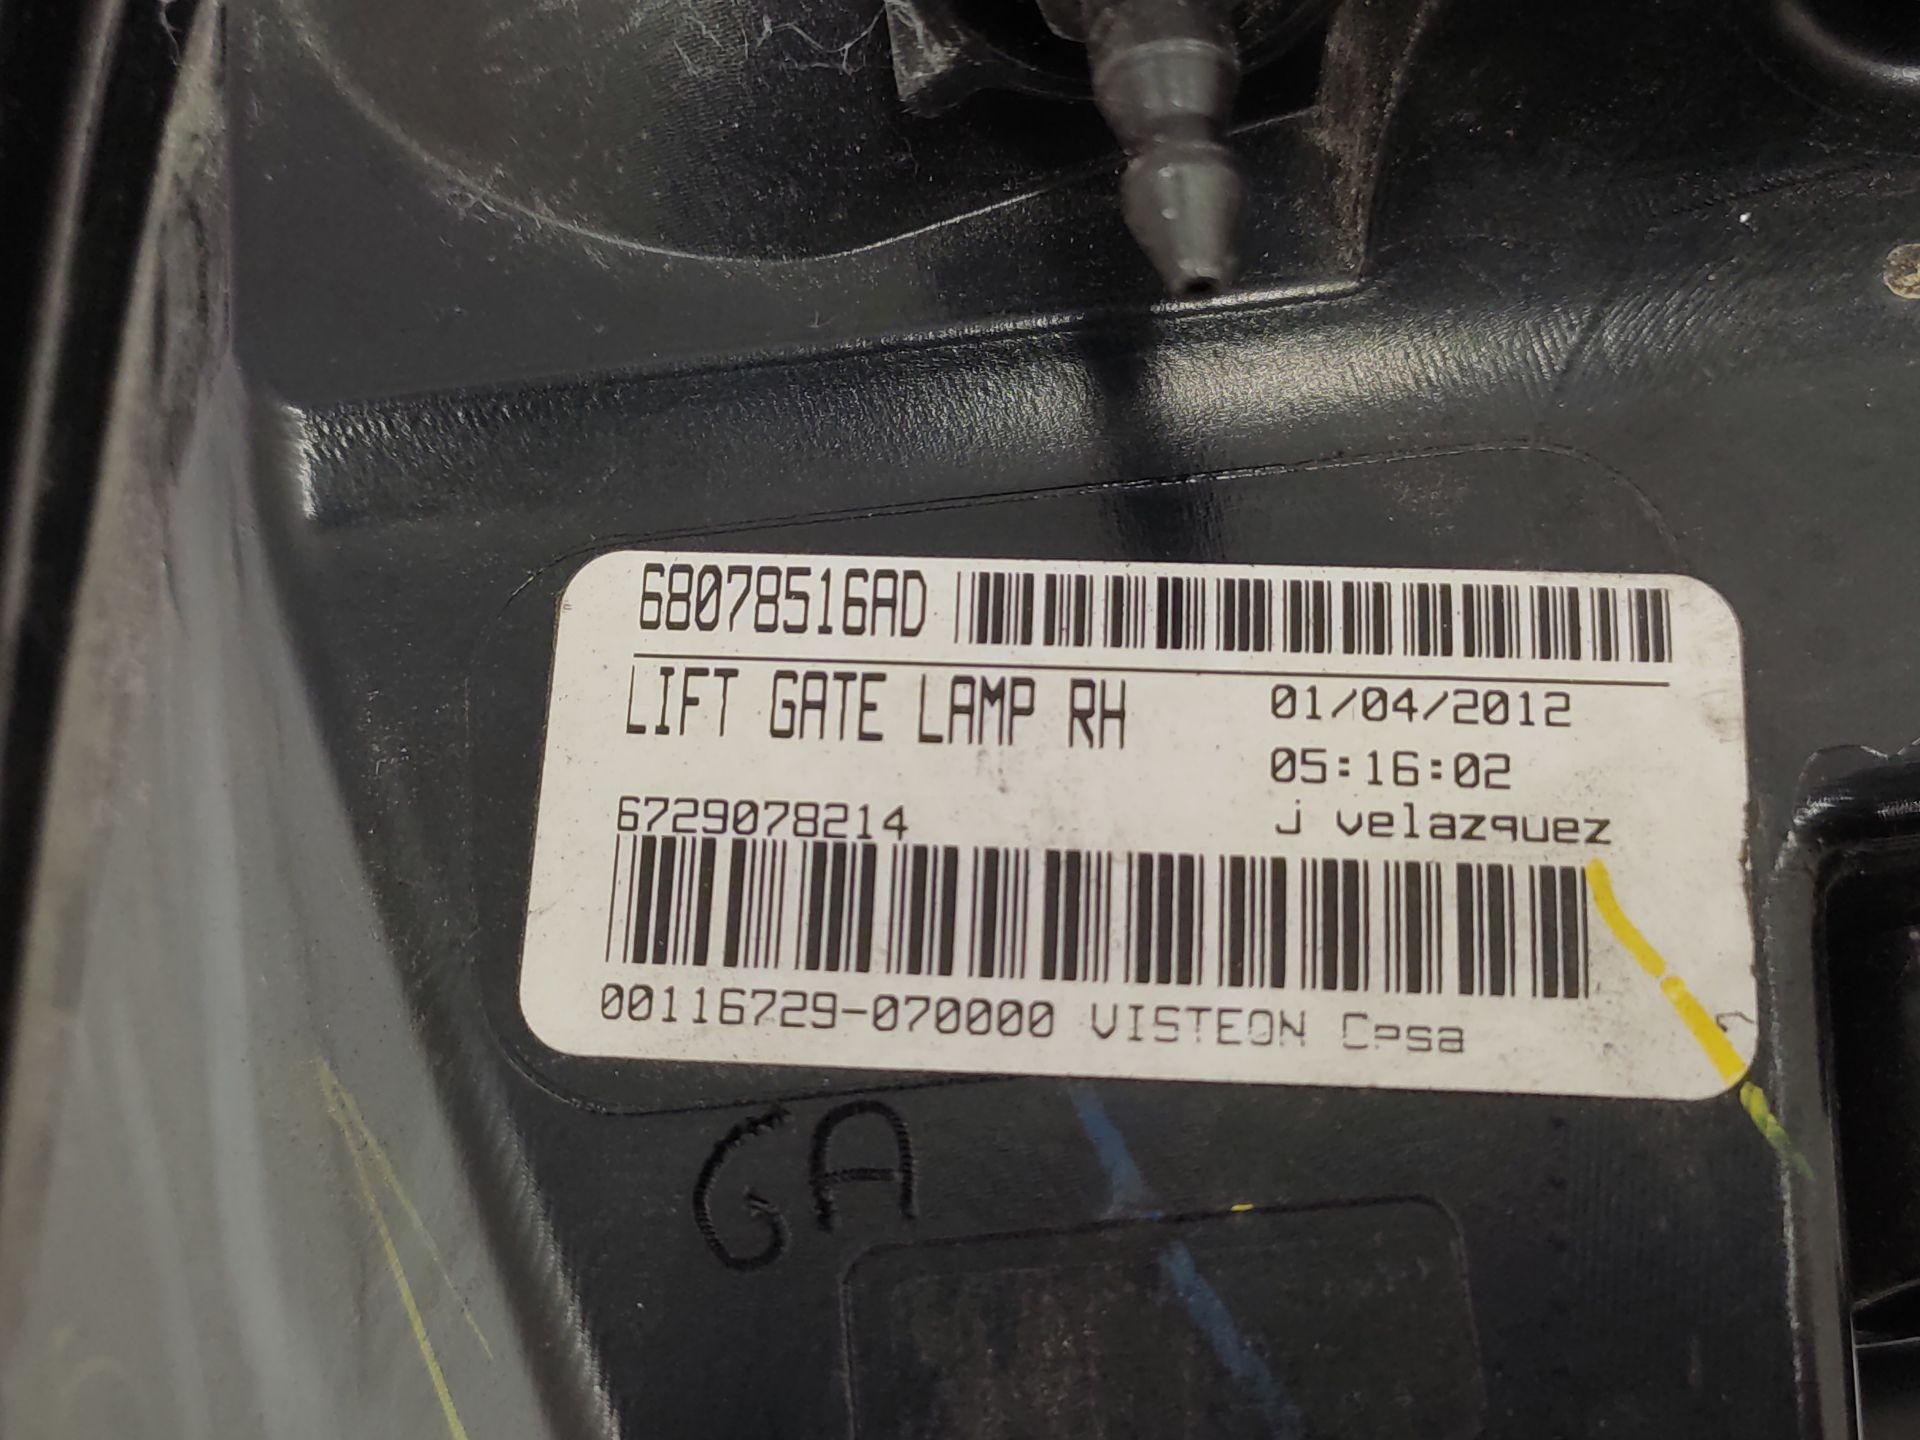 68078516AD
LIFT GATE LAMP RH 01/04/2012
05:16:02
6729078214 j velazquez
00116729-070000 VISTEON Cpsa
GA